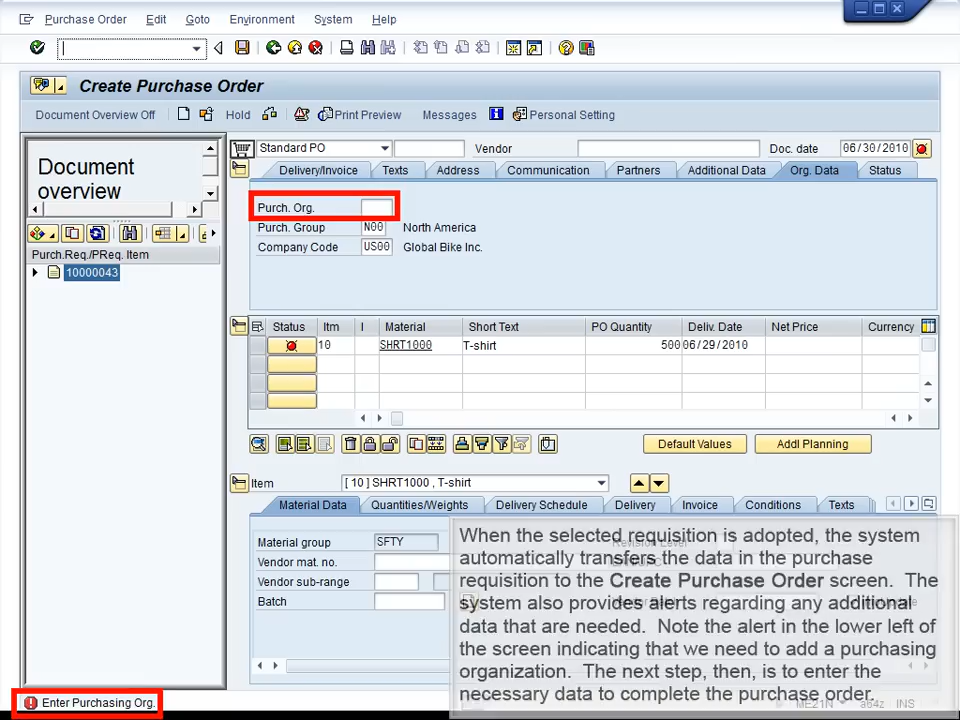 Purchase Order Edit Goto Environment System Help
Create Purchase Order
Document Overview Off Hold Print Preview Messages Personal Setting
Document
overview
Purch.Req./PReq. Item
10000043
Standard PO Vendor Doc. date 06/30/2010
Delivery/Invoice Texts Address Communication Partners Additional Data Org. Data Status
Purch. Org.
Purch. Group N00 North America
Company Code US00 Global Bike Inc.
Status Itm I Material Short Text PO Quantity Deliv. Date Net Price Currency
10 SHRT1000 T-shirt 500 06/29/2010
Default Values Addl Planning
Item [ 10 ] SHRT1000 , T-shirt
Material Data Quantities/Weights Delivery Schedule Delivery Invoice Conditions Texts
Material group SFTY
Vendor mat. no.
Vendor sub-range
Batch
Revision Level
When the selected requisition is adopted, the system
automatically transfers the data in the purchase
requisition to the Create Purchase Order screen. The
system also provides alerts regarding any additional
data that are needed. Note the alert in the lower left of
the screen indicating that we need to add a purchasing
organization. The next step, then, is to enter the
necessary data to complete the purchase order.
Enter Purchasing Org.
ME21N a64z INS